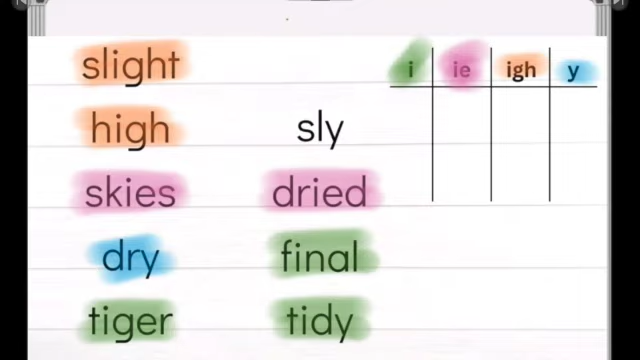 slight
high
skies
dry
tiger
sly
dried
final
tidy
i ie igh y